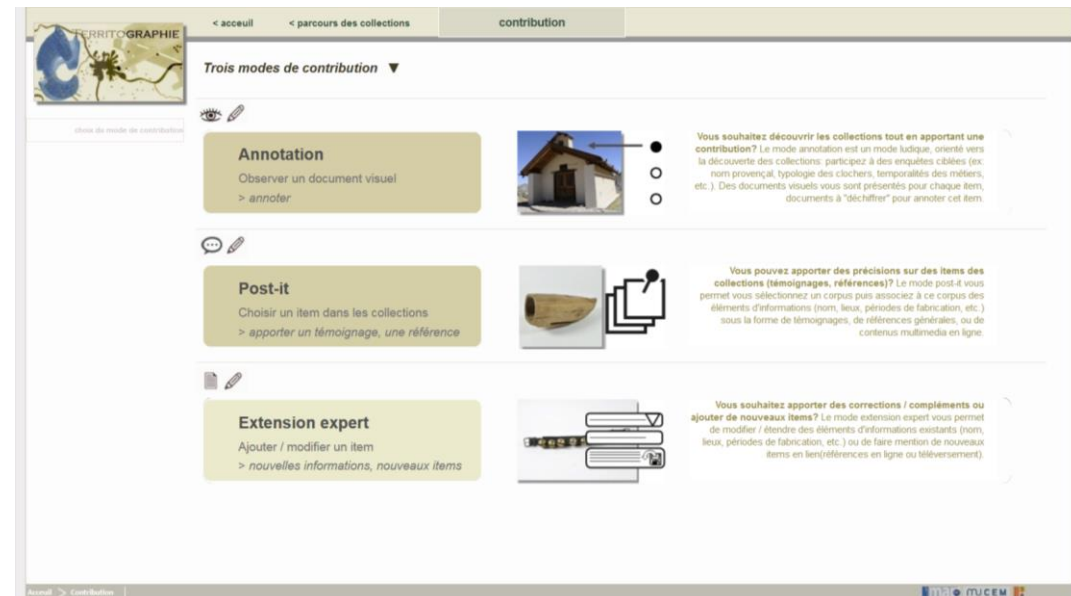 TERRITOGRAPHIE
< acceuil
< parcours des collections
contribution
choix du mode de contribution
Trois modes de contribution ▼
Annotation
Observer un document visuel
> annoter
Vous souhaitez découvrir les collections tout en apportant une
contribution? Le mode annotation est un mode ludique, orienté vers
la découverte des collections: participez à des enquêtes ciblées (ex:
nom provençal, typologie des clochers, temporalités des métiers,
etc.). Des documents visuels vous sont présentés pour chaque item,
documents à "déchiffrer" pour annoter cet item.
Post-it
Choisir un item dans les collections
> apporter un témoignage, une référence
Vous pouvez apporter des précisions sur des items des
collections (témoignages, références)? Le mode post-it vous
permet vous sélectionnez un corpus puis associez à ce corpus des
éléments d'informations (nom, lieux, périodes de fabrication, etc.)
sous la forme de témoignages, de références générales, ou de
contenus multimedia en ligne.
Extension expert
Ajouter / modifier un item
> nouvelles informations, nouveaux items
Vous souhaitez apporter des corrections / compléments ou
ajouter de nouveaux items? Le mode extension expert vous permet
de modifier / étendre des éléments d'informations existants (nom,
lieux, périodes de fabrication, etc.) ou de faire mention de nouveaux
items en lien(références en ligne ou téléversement).
Acceuil > Contribution
map MUCEM